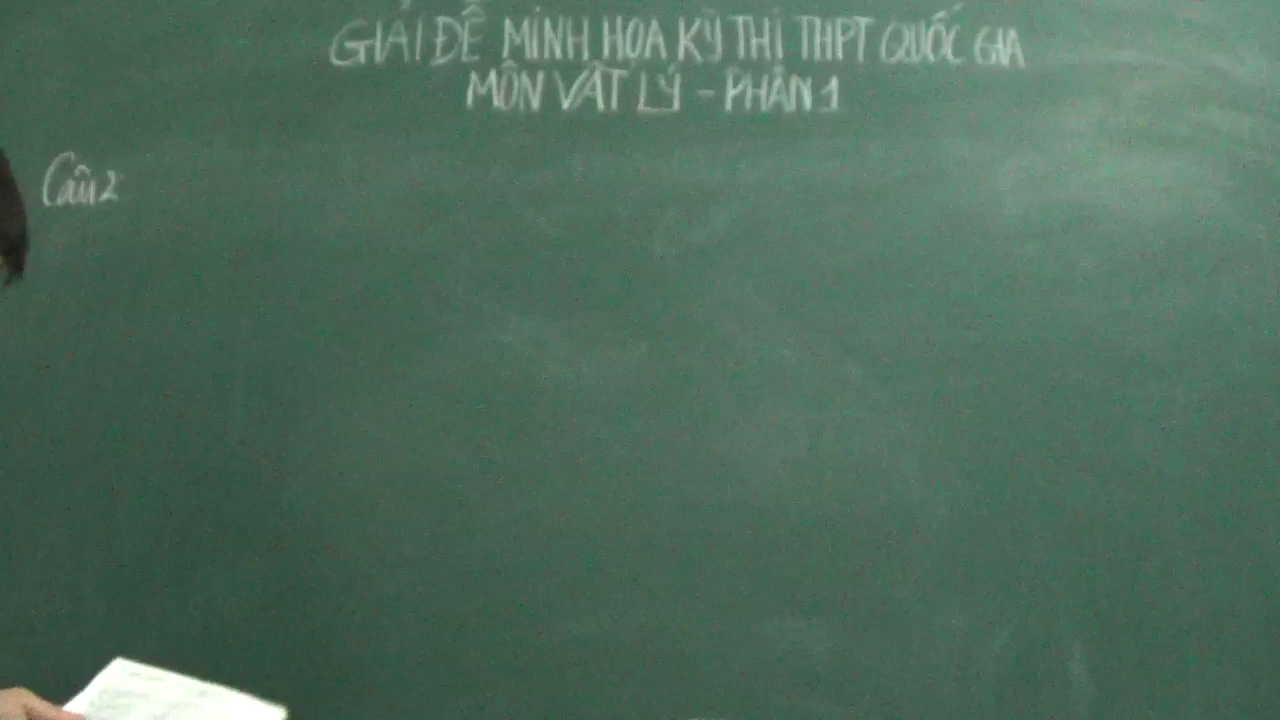 GIẢI ĐỀ MINH HỌA KỲ THI THPT QUỐC GIA
MÔN VẬT LÝ - PHẦN 1
Câu 2